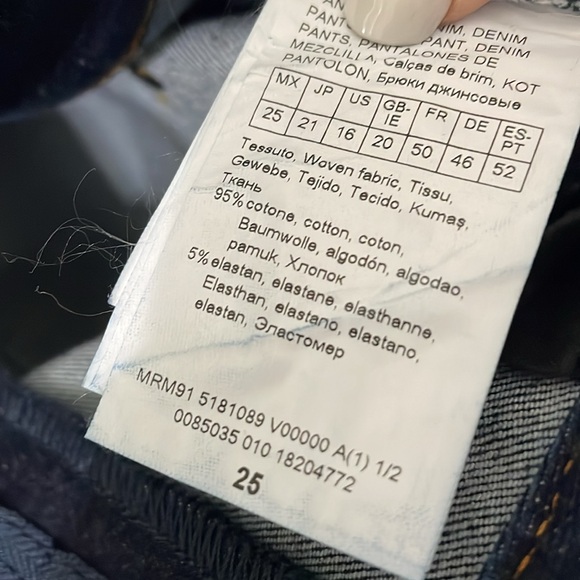 DENIM
PANT, DENIM
PANTS, PANTALONES DE
MEZCLILLA, Calças de brim, KOT
PANTOLON, Брюки джинсовые
MX JP US GB-IE FR DE ES-PT
25 21 16 20 50 46 52
Tessuto, Woven fabric, Tissu,
Gewebe, Tejido, Tecido, Kumaş,
Ткань
95% cotone, cotton, coton,
Baumwolle, algodón, algodao,
pamuk, Хлопок
5% elastan, elastane, elasthanne,
Elasthan, elastano, elastano,
elastan, Эластомер
MRM91 5181089 V00000 A(1) 1/2
0085035 010 18204772
25